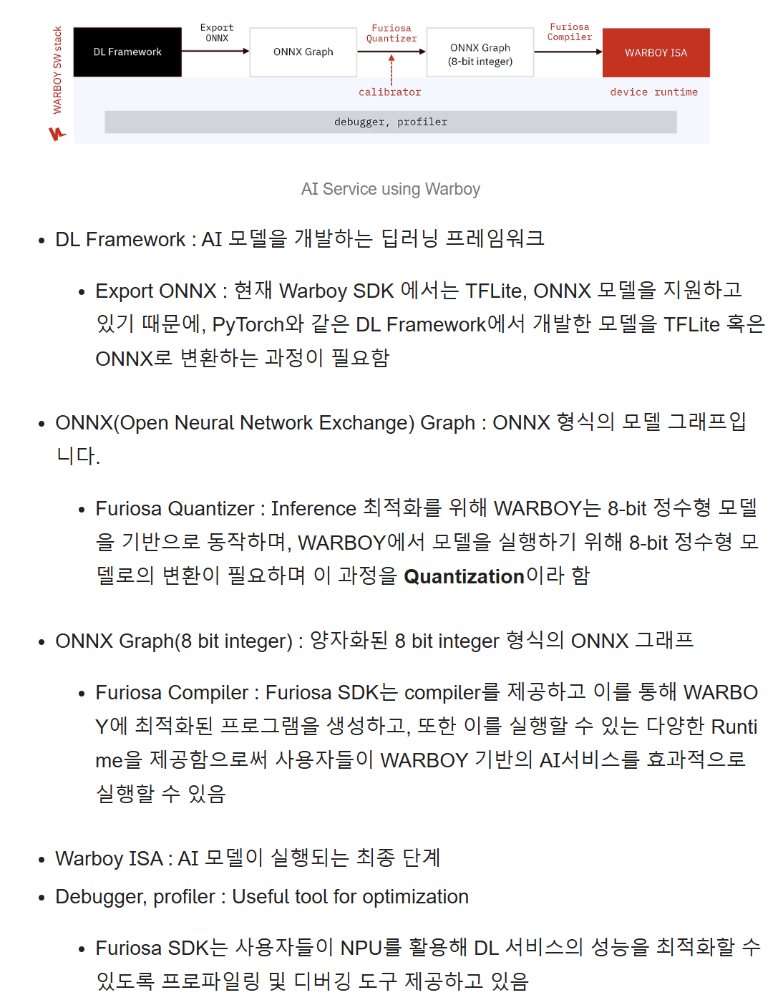 WARBOY SW stack
Export
ONNX
Furiosa
Quantizer
Furiosa
Compiler
DL Framework
ONNX Graph
ONNX Graph
(8-bit integer)
WARBOY ISA
calibrator
device runtime
debugger, profiler
AI Service using Warboy
• DL Framework : AI 모델을 개발하는 딥러닝 프레임워크
• Export ONNX : 현재 Warboy SDK 에서는 TFLite, ONNX 모델을 지원하고
있기 때문에, PyTorch와 같은 DL Framework에서 개발한 모델을 TFLite 혹은
ONNX로 변환하는 과정이 필요함
• ONNX(Open Neural Network Exchange) Graph : ONNX 형식의 모델 그래프입
니다.
• Furiosa Quantizer : Inference 최적화를 위해 WARBOY는 8-bit 정수형 모델
을 기반으로 동작하며, WARBOY에서 모델을 실행하기 위해 8-bit 정수형 모
델로의 변환이 필요하며 이 과정을 Quantization이라 함
• ONNX Graph(8 bit integer) : 양자화된 8 bit integer 형식의 ONNX 그래프
• Furiosa Compiler : Furiosa SDK는 compiler를 제공하고 이를 통해 WARBO
Y에 최적화된 프로그램을 생성하고, 또한 이를 실행할 수 있는 다양한 Runti
me을 제공함으로써 사용자들이 WARBOY 기반의 AI서비스를 효과적으로
실행할 수 있음
• Warboy ISA : AI 모델이 실행되는 최종 단계
• Debugger, profiler : Useful tool for optimization
• Furiosa SDK는 사용자들이 NPU를 활용해 DL 서비스의 성능을 최적화할 수
있도록 프로파일링 및 디버깅 도구 제공하고 있음